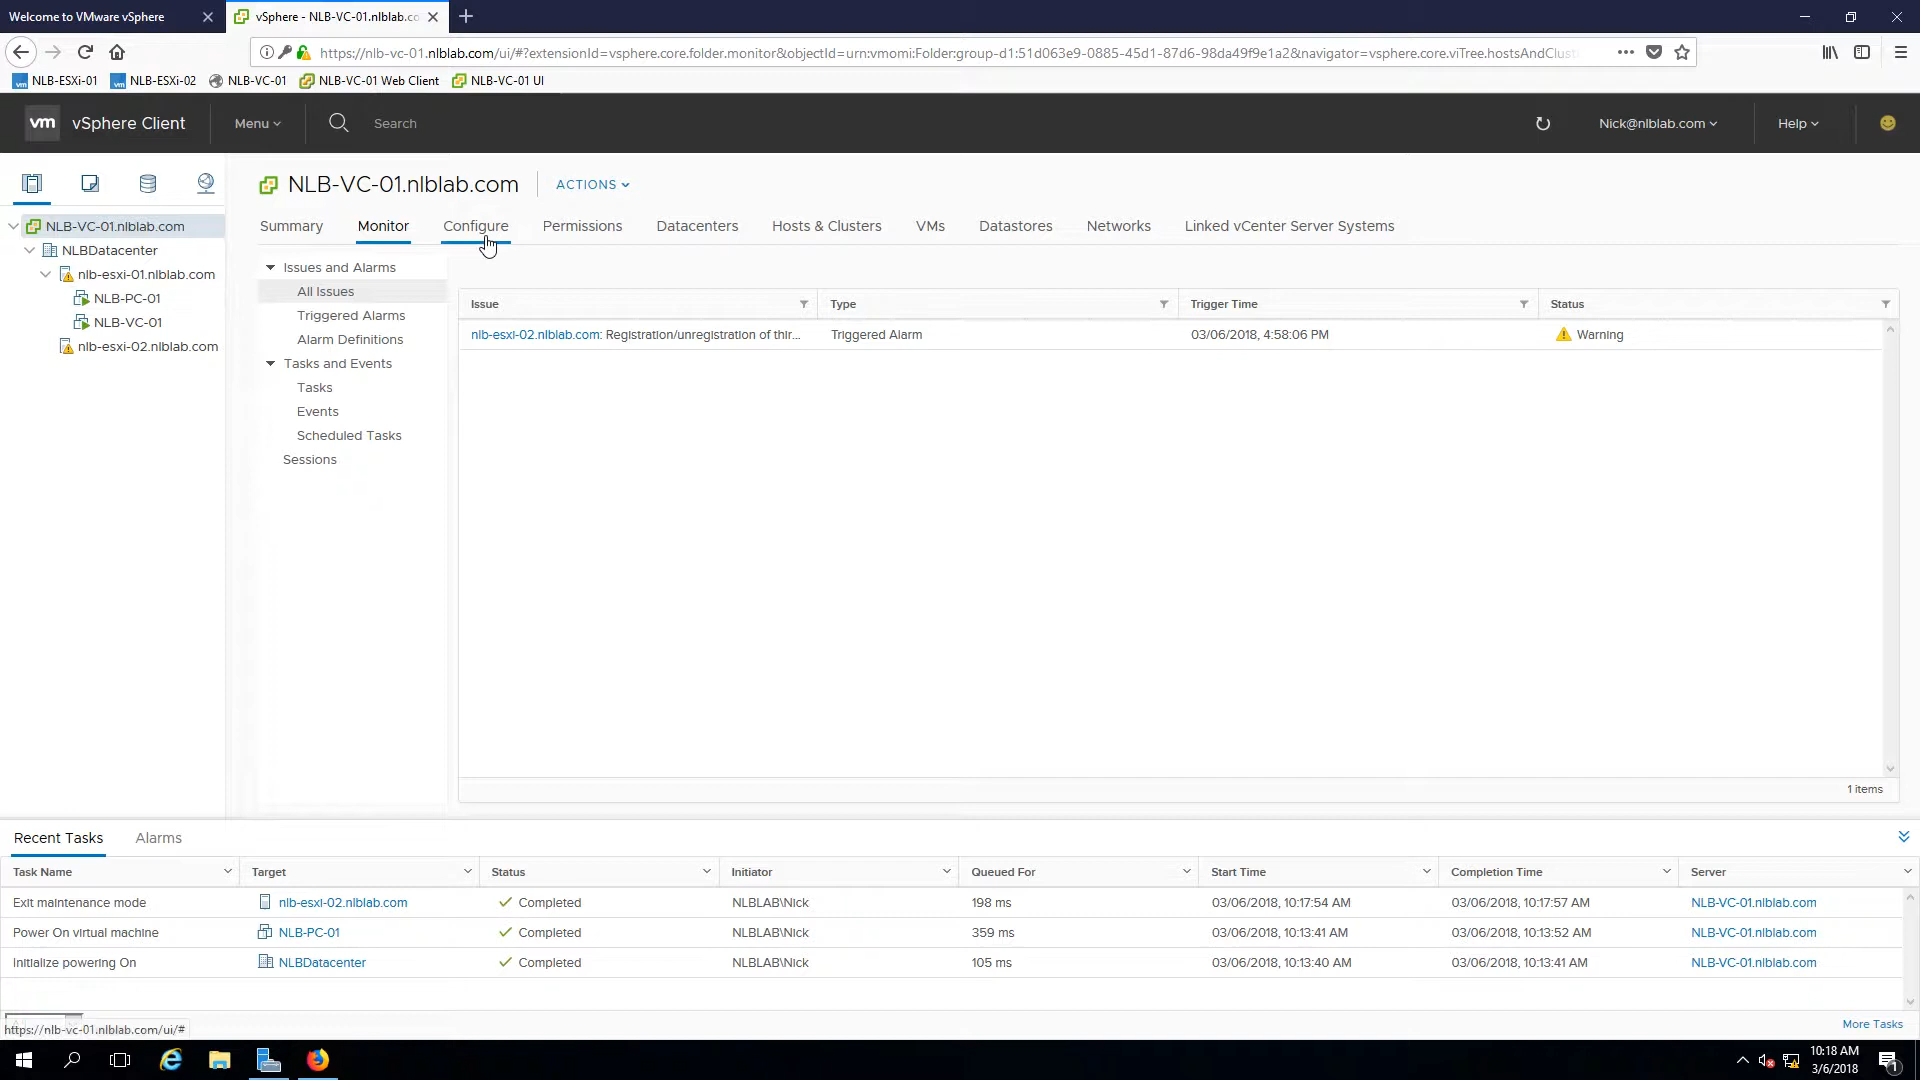 Welcome to VMware vSphere
vSphere - NLB-VC-01.nlblab.co
https://nlb-vc-01.nlblab.com/ui/#?extensionId=vsphere.core.folder.monitor&objectId=urn:vmomi:Folder:group-d1:51d063e9-0885-45d1-87d6-98da49f9e1a2&navigator=vsphere.core.viTree.hostsAndClust
NLB-ESXi-01 NLB-ESXi-02 NLB-VC-01 NLB-VC-01 Web Client NLB-VC-01 UI
vm vSphere Client Menu Search Nick@nlblab.com Help
NLB-VC-01.nlblab.com ACTIONS
Summary Monitor Configure Permissions Datacenters Hosts & Clusters VMs Datastores Networks Linked vCenter Server Systems
NLB-VC-01.nlblab.com
NLBDatacenter
nlb-esxi-01.nlblab.com
NLB-PC-01
NLB-VC-01
nlb-esxi-02.nlblab.com
Issues and Alarms
All Issues
Triggered Alarms
Alarm Definitions
Tasks and Events
Tasks
Events
Scheduled Tasks
Sessions
Issue Type Trigger Time Status
nlb-esxi-02.nlblab.com: Registration/unregistration of thir... Triggered Alarm 03/06/2018, 4:58:06 PM Warning
1 items
Recent Tasks Alarms
Task Name Target Status Initiator Queued For Start Time Completion Time Server
Exit maintenance mode nlb-esxi-02.nlblab.com Completed NLBLAB\Nick 198 ms 03/06/2018, 10:17:54 AM 03/06/2018, 10:17:57 AM NLB-VC-01.nlblab.com
Power On virtual machine NLB-PC-01 Completed NLBLAB\Nick 359 ms 03/06/2018, 10:13:41 AM 03/06/2018, 10:13:52 AM NLB-VC-01.nlblab.com
Initialize powering On NLBDatacenter Completed NLBLAB\Nick 105 ms 03/06/2018, 10:13:40 AM 03/06/2018, 10:13:41 AM NLB-VC-01.nlblab.com
https://nlb-vc-01.nlblab.com/ui/#
More Tasks
10:18 AM
3/6/2018
1